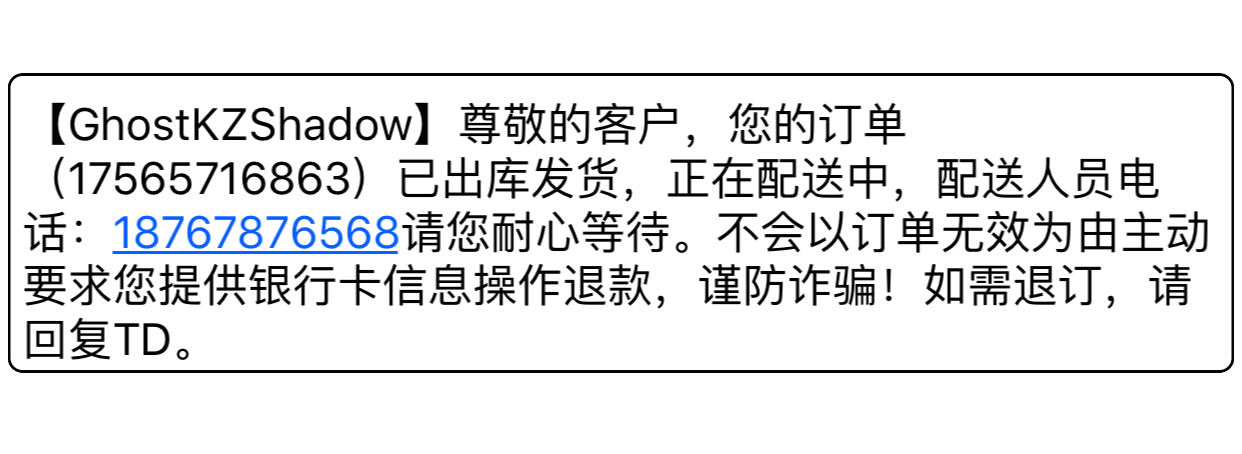 【GhostKZShadow】尊敬的客户，您的订单
（17565716863）已出库发货，正在配送中，配送人员电
话：18767876568请您耐心等待。不会以订单无效为由主动
要求您提供银行卡信息操作退款，谨防诈骗！如需退订，请
回复TD。